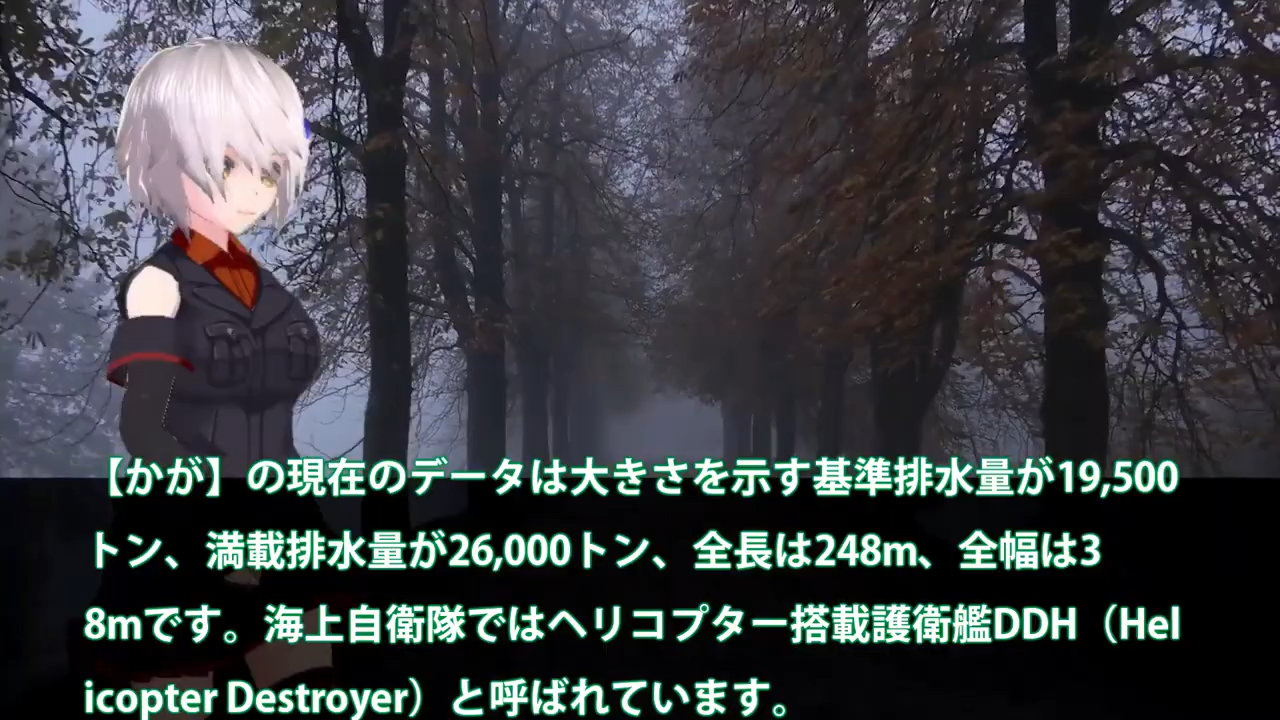 【かが】の現在のデータは大きさを示す基準排水量が19,500
トン、満載排水量が26,000トン、全長は248m、全幅は3
8mです。海上自衛隊ではヘリコプター搭載護衛艦DDH（Hel
icopter Destroyer）と呼ばれています。